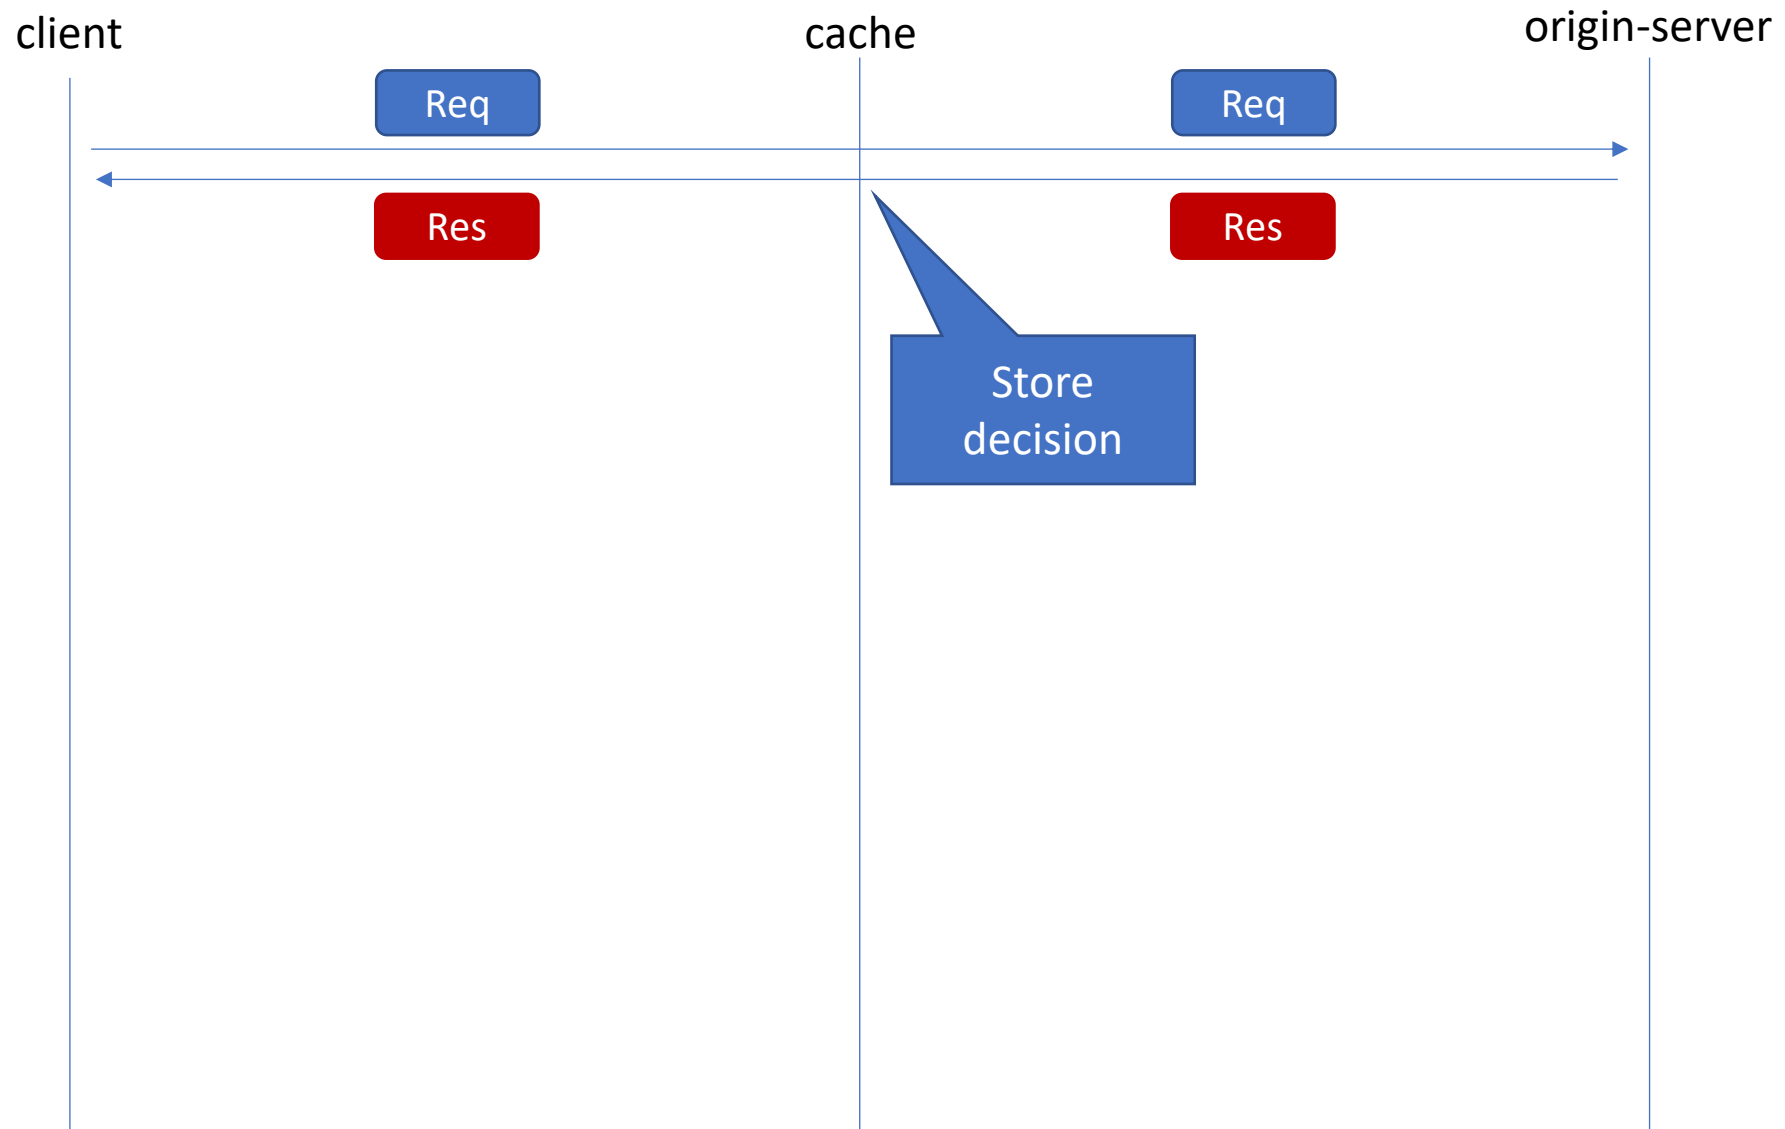 client
cache
origin-server
Req
Req
Res
Res
Store
decision